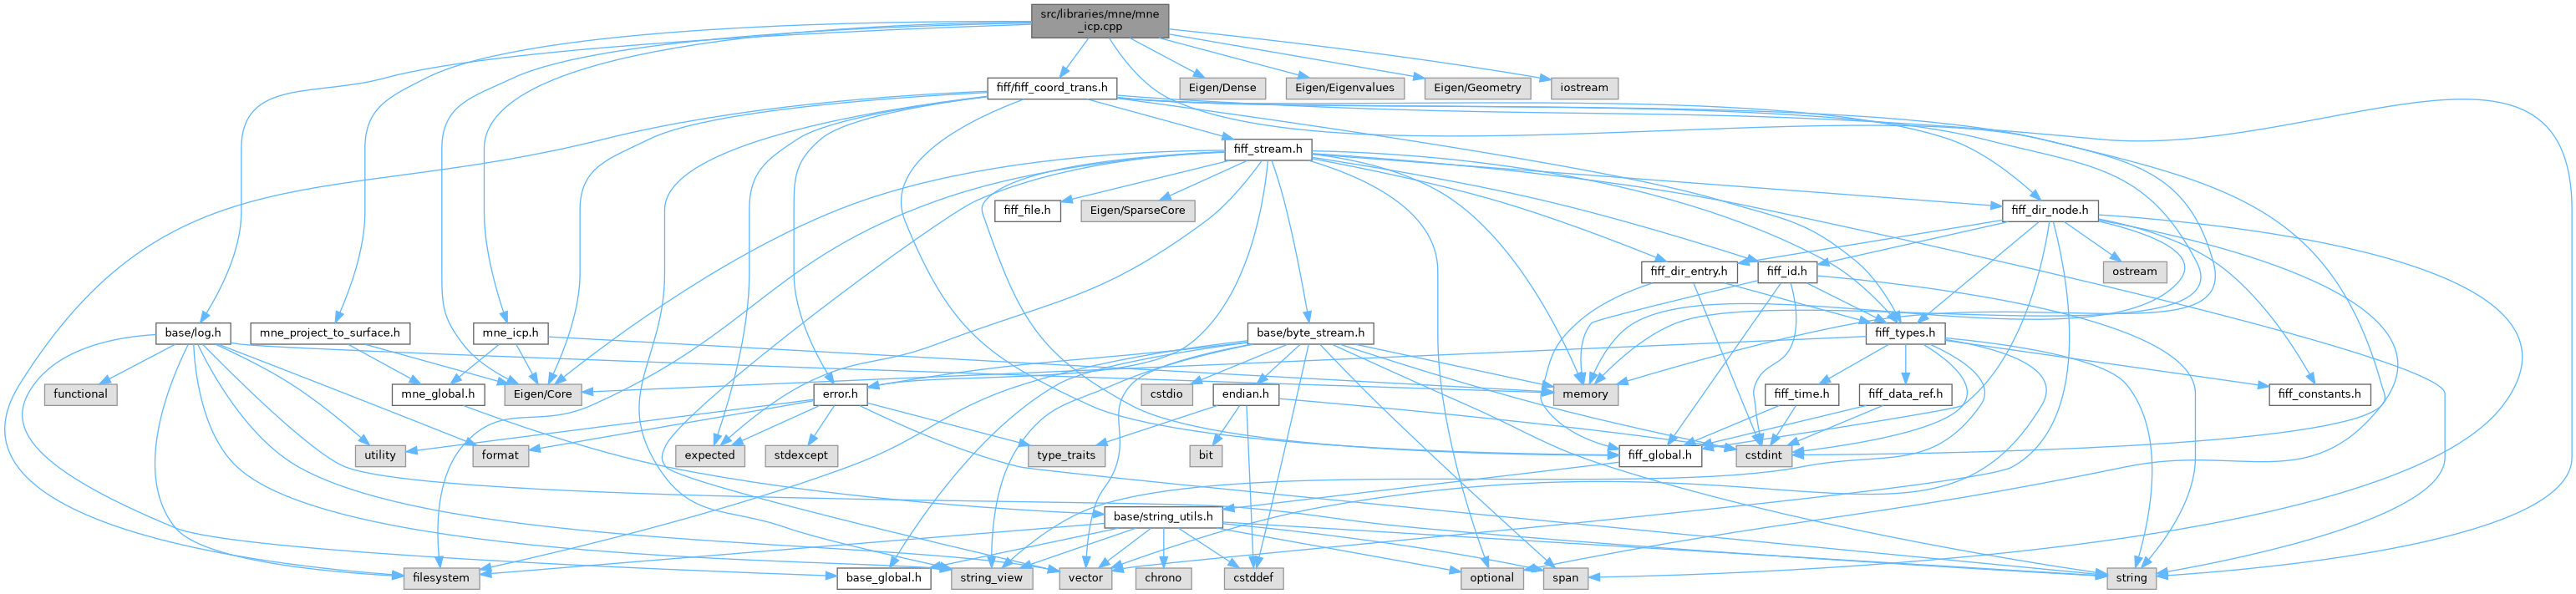 src/libraries/mne/mne
_icp.cpp
fiff/fiff_coord_trans.h
Eigen/Dense
Eigen/Eigenvalues
Eigen/Geometry
iostream
fiff_stream.h
fiff_file.h
Eigen/SparseCore
fiff_dir_node.h
fiff_dir_entry.h
fiff_id.h
ostream
base/log.h
mne_project_to_surface.h
mne_icp.h
base/byte_stream.h
fiff_types.h
functional
mne_global.h
Eigen/Core
error.h
cstdio
endian.h
memory
fiff_time.h
fiff_data_ref.h
fiff_constants.h
utility
format
expected
stdexcept
type_traits
bit
fiff_global.h
cstdint
base/string_utils.h
filesystem
base_global.h
string_view
vector
chrono
cstddef
optional
span
string